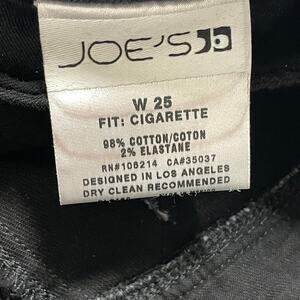 JOE'S
W 25
FIT: CIGARETTE
98% COTTON/COTON
2% ELASTANE
RN#106214 CA#35037
DESIGNED IN LOS ANGELES
DRY CLEAN RECOMMENDED